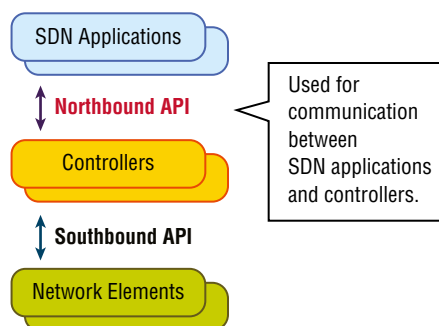 SDN Applications
Northbound API
Used for
communication
between
SDN applications
and controllers.
Controllers
Southbound API
Network Elements